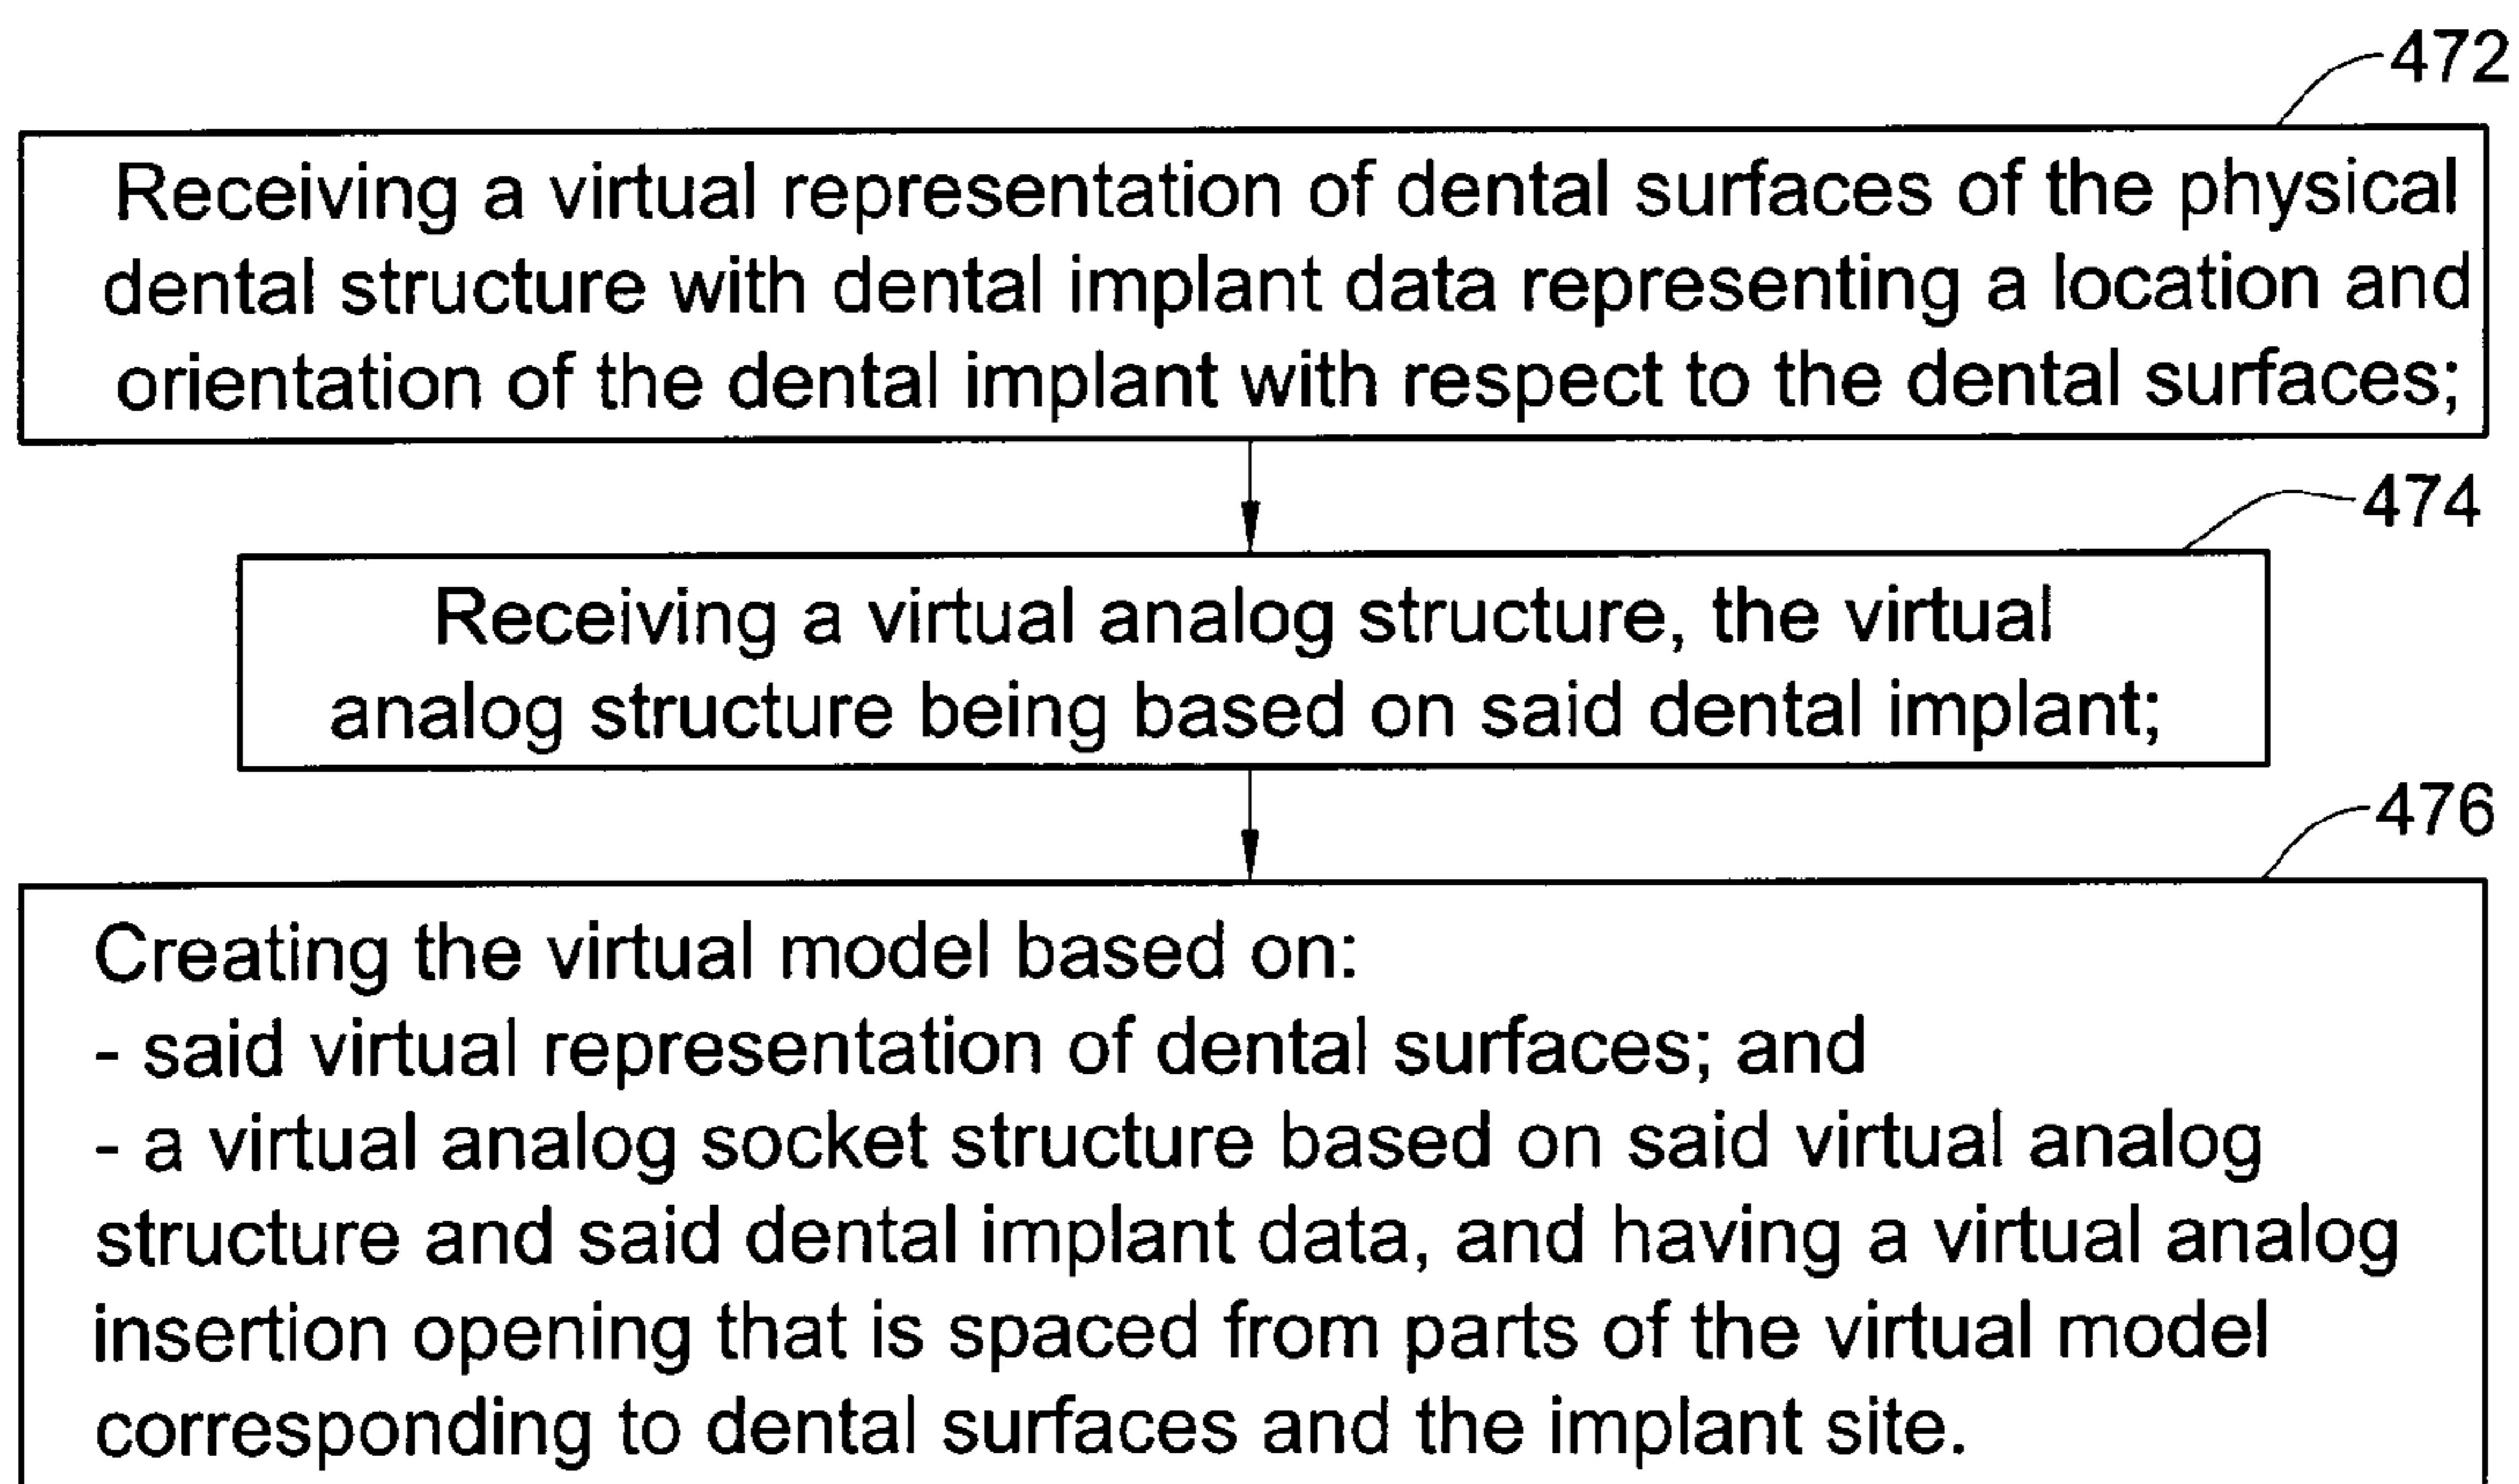 472
Receiving a virtual representation of dental surfaces of the physical
dental structure with dental implant data representing a location and
orientation of the dental implant with respect to the dental surfaces;
474
Receiving a virtual analog structure, the virtual
analog structure being based on said dental implant;
476
Creating the virtual model based on:
- said virtual representation of dental surfaces; and
- a virtual analog socket structure based on said virtual analog
structure and said dental implant data, and having a virtual analog
insertion opening that is spaced from parts of the virtual model
corresponding to dental surfaces and the implant site.